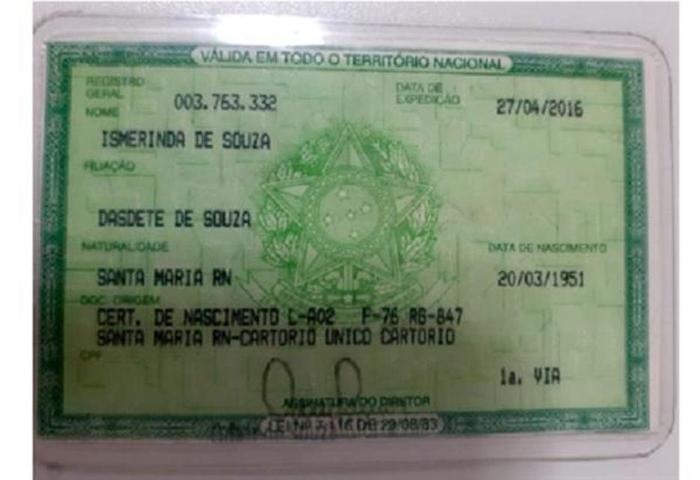 VÁLIDA EM TODO O TERRITÓRIO NACIONAL
REGISTRO GERAL 003.763.332 DATA DE EXPEDIÇÃO 27/04/2016
NOME
ISMERINDA DE SOUZA
FILIAÇÃO
DASDETE DE SOUZA
NATURALIDADE DATA DE NASCIMENTO
SANTA MARIA RN 20/03/1951
DOC. ORIGEM
CERT. DE NASCIMENTO L-A02 F-76 RG-847
SANTA MARIA RN-CARTORIO UNICO CARTORIO
CPF
1a. VIA
ASSINATURA DO DIRETOR
LEI Nº 7.116 DE 29/08/83